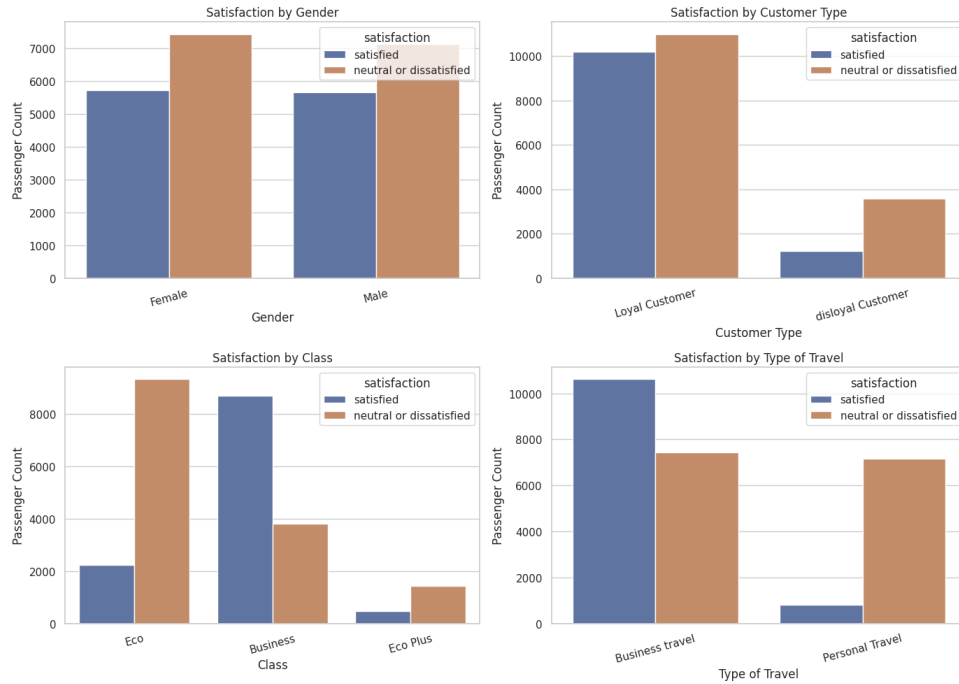 Satisfaction by Gender
7000
6000
5000
4000
3000
2000
1000
0
Passenger Count
satisfaction
satisfied
neutral or dissatisfied
Female
Male
Gender
Satisfaction by Customer Type
10000
8000
6000
4000
2000
0
Passenger Count
satisfaction
satisfied
neutral or dissatisfied
Loyal Customer
disloyal Customer
Customer Type
Satisfaction by Class
8000
6000
4000
2000
0
Passenger Count
satisfaction
satisfied
neutral or dissatisfied
Eco
Business
Eco Plus
Class
Satisfaction by Type of Travel
10000
8000
6000
4000
2000
0
Passenger Count
satisfaction
satisfied
neutral or dissatisfied
Business travel
Personal Travel
Type of Travel